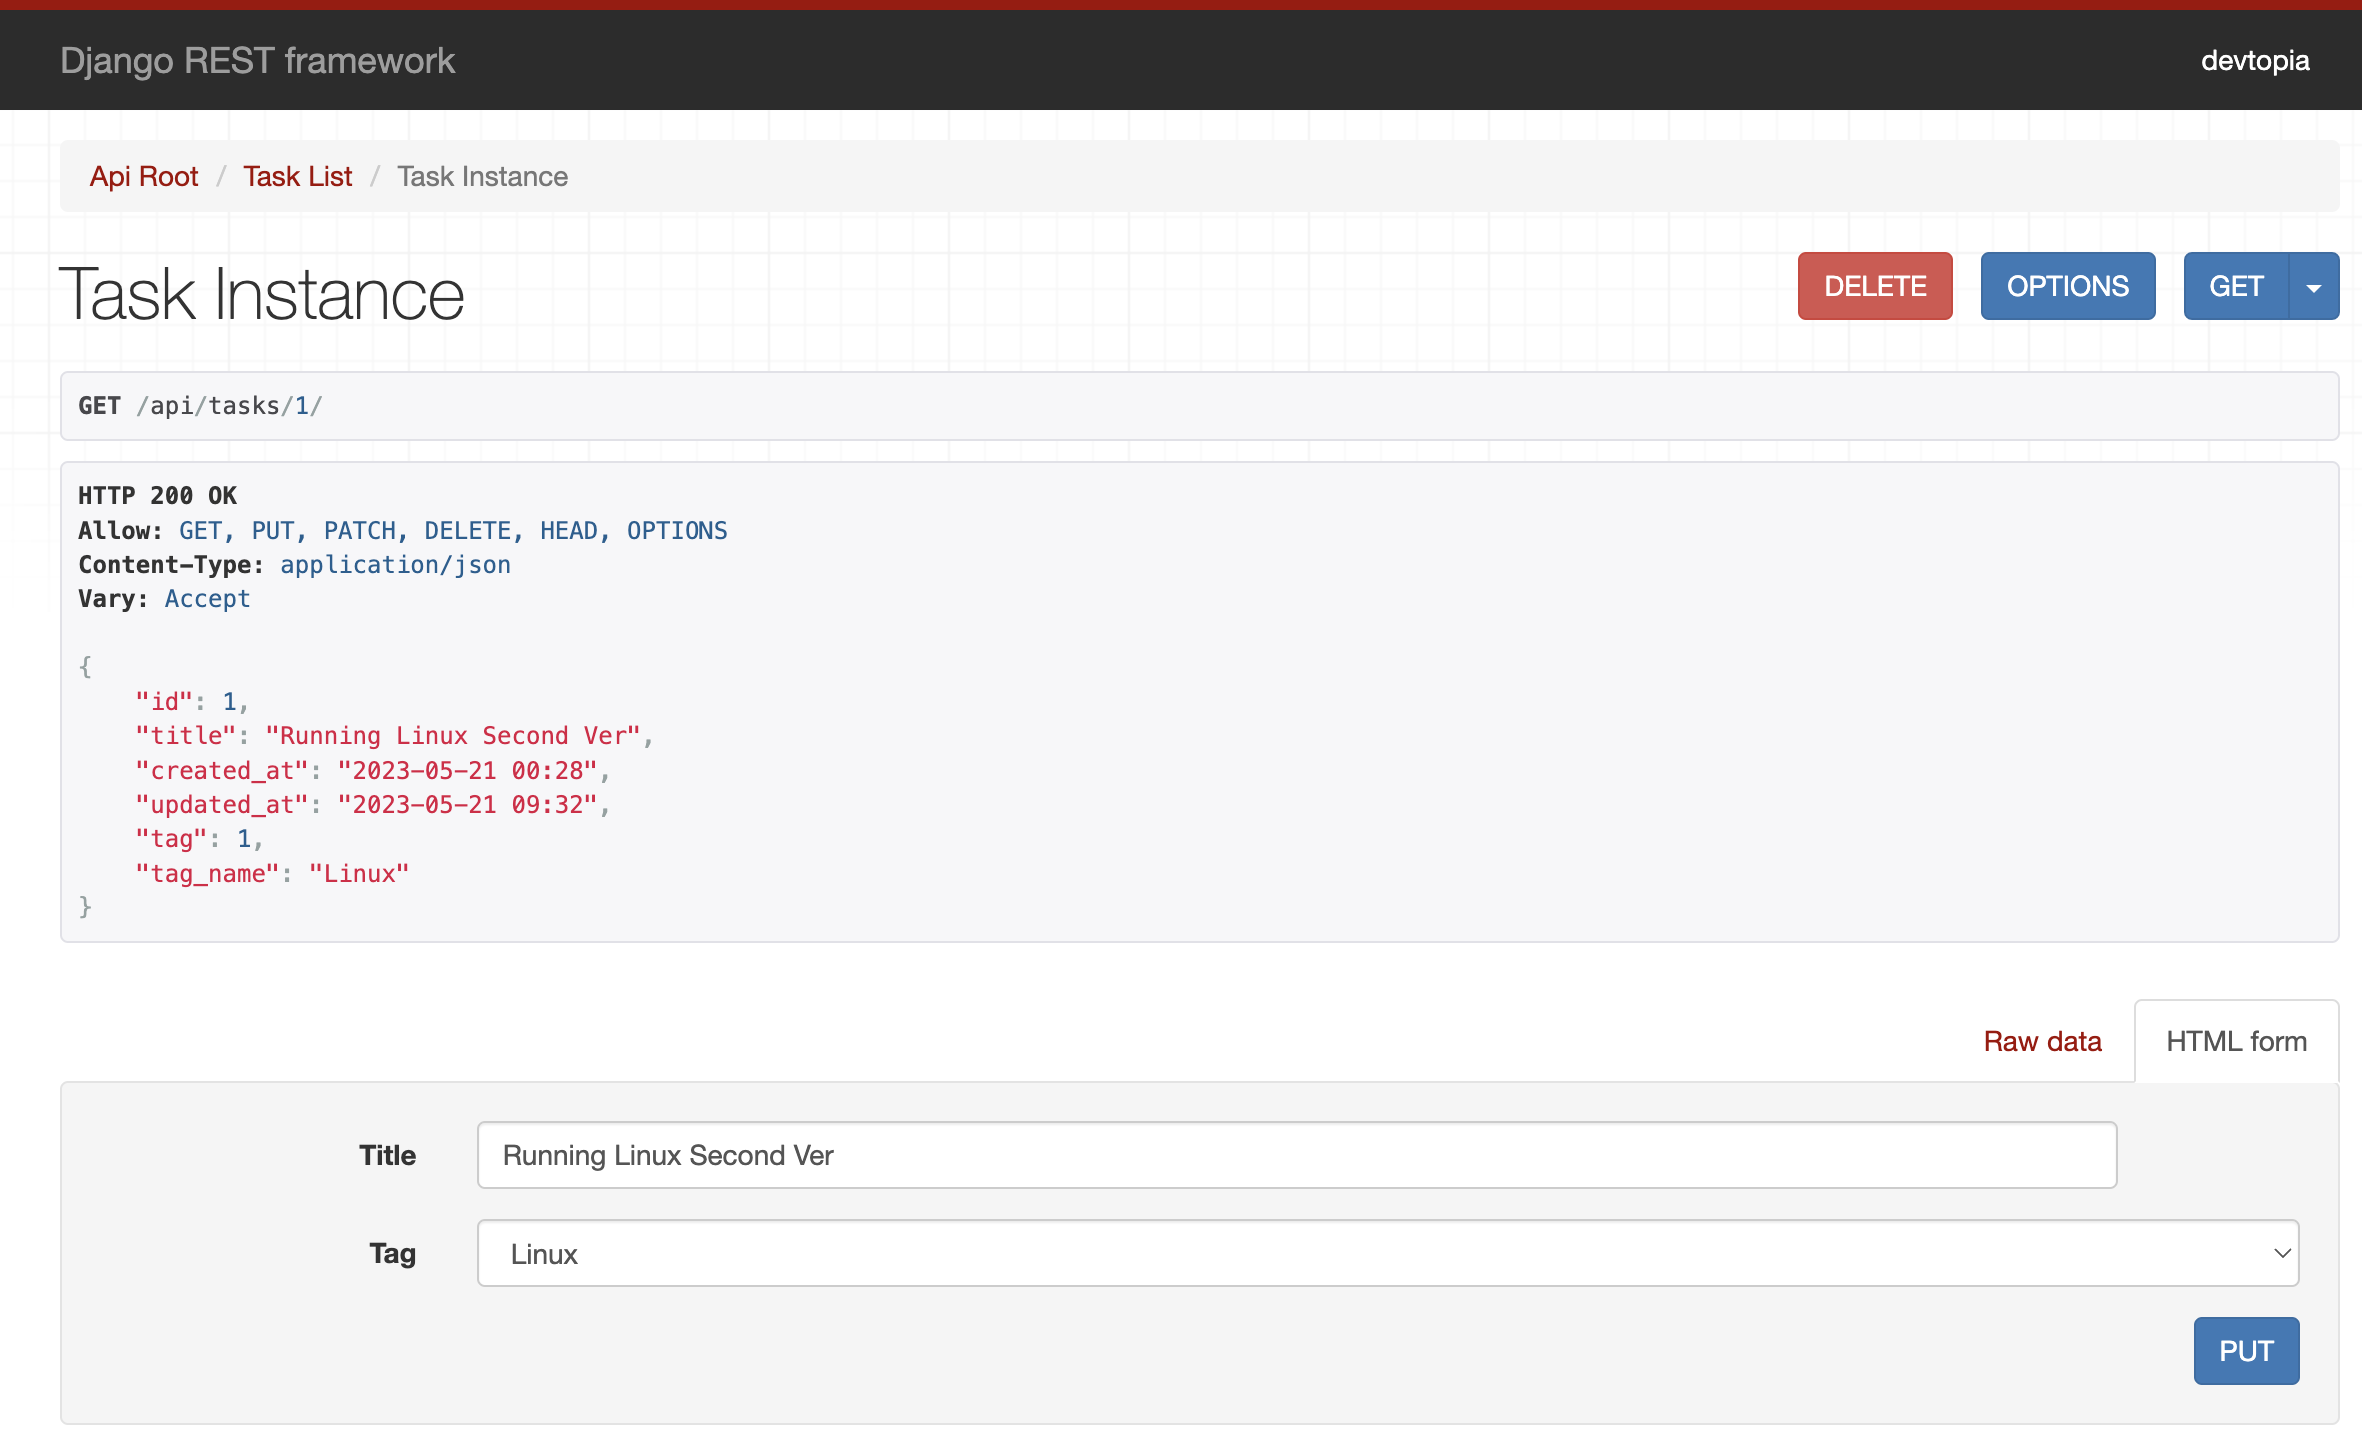 Django REST framework
devtopia
Api Root / Task List / Task Instance
Task Instance
DELETE
OPTIONS
GET
GET /api/tasks/1/
HTTP 200 OK
Allow: GET, PUT, PATCH, DELETE, HEAD, OPTIONS
Content-Type: application/json
Vary: Accept
{
    "id": 1,
    "title": "Running Linux Second Ver",
    "created_at": "2023-05-21 00:28",
    "updated_at": "2023-05-21 09:32",
    "tag": 1,
    "tag_name": "Linux"
}
Raw data
HTML form
Title
Running Linux Second Ver
Tag
Linux
PUT